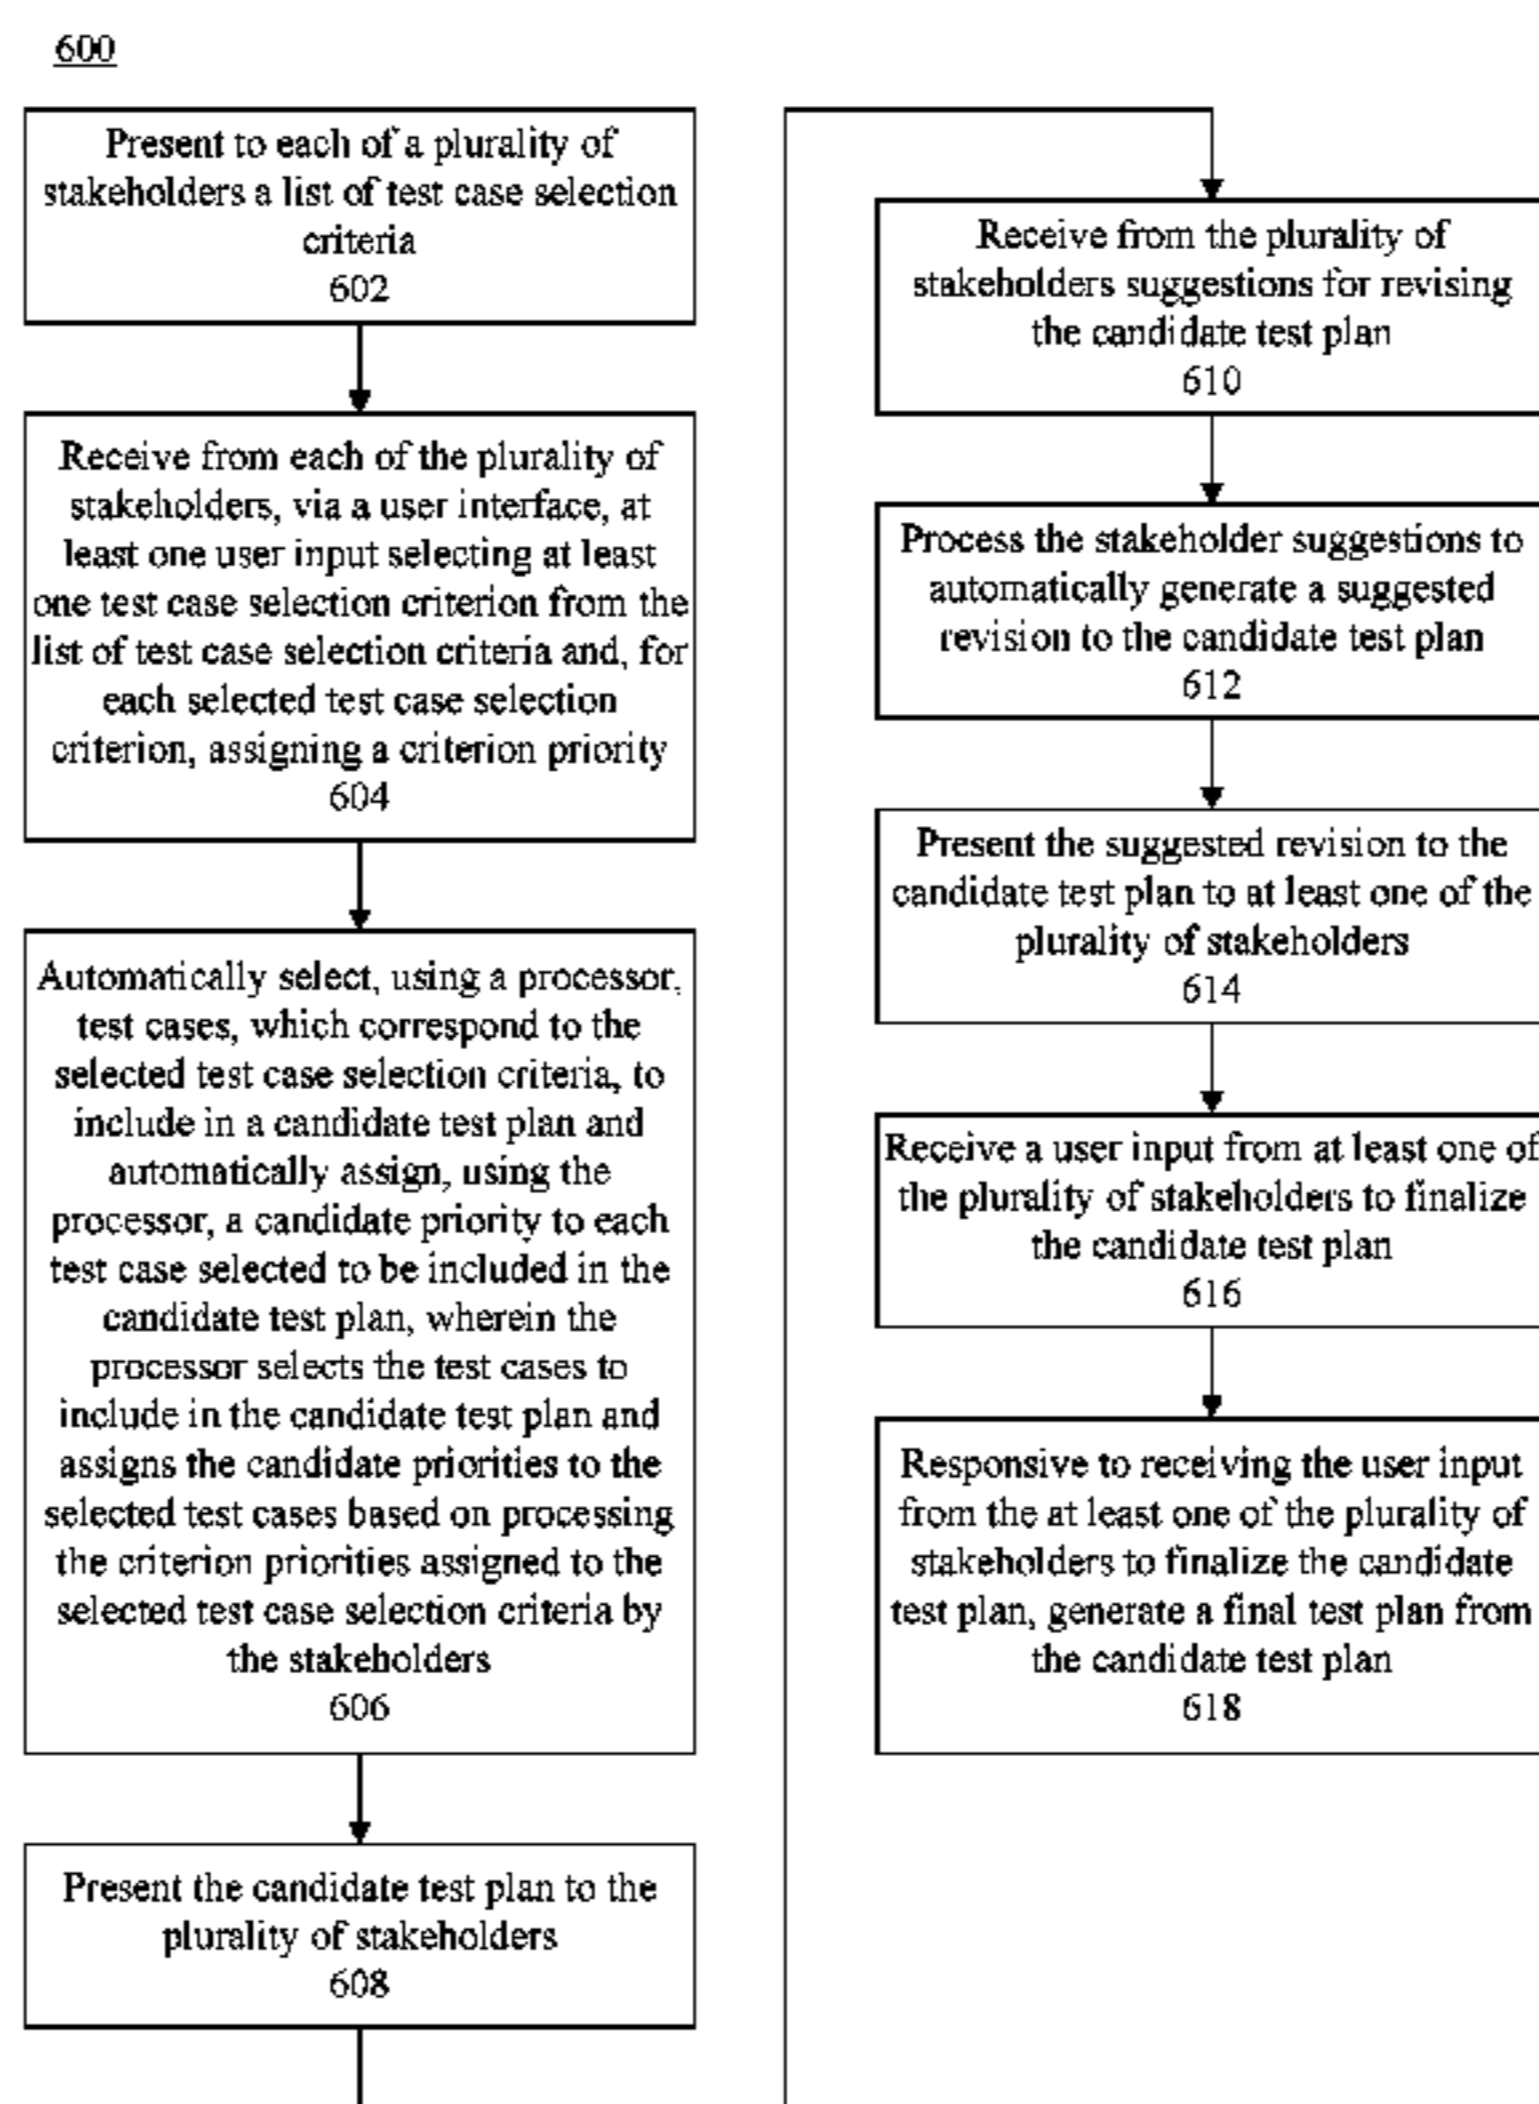 600
Present to each of a plurality of
stakeholders a list of test case selection
criteria
602
Receive from each of the plurality of
stakeholders, via a user interface, at
least one user input selecting at least
one test case selection criterion from the
list of test case selection criteria and, for
each selected test case selection
criterion, assigning a criterion priority
604
Automatically select, using a processor,
test cases, which correspond to the
selected test case selection criteria, to
include in a candidate test plan and
automatically assign, using the
processor, a candidate priority to each
test case selected to be included in the
candidate test plan, wherein the
processor selects the test cases to
include in the candidate test plan and
assigns the candidate priorities to the
selected test cases based on processing
the criterion priorities assigned to the
selected test case selection criteria by
the stakeholders
606
Present the candidate test plan to the
plurality of stakeholders
608
Receive from the plurality of
stakeholders suggestions for revising
the candidate test plan
610
Process the stakeholder suggestions to
automatically generate a suggested
revision to the candidate test plan
612
Present the suggested revision to the
candidate test plan to at least one of the
plurality of stakeholders
614
Receive a user input from at least one of
the plurality of stakeholders to finalize
the candidate test plan
616
Responsive to receiving the user input
from the at least one of the plurality of
stakeholders to finalize the candidate
test plan, generate a final test plan from
the candidate test plan
618